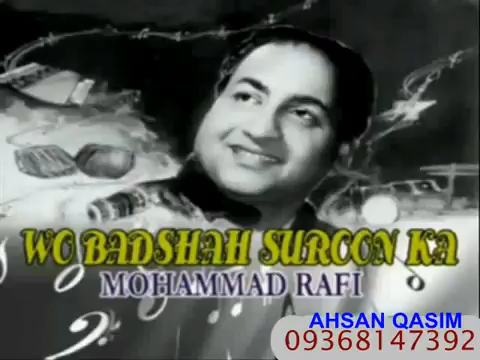 WO BADSHAH SUROON KA
MOHAMMAD RAFI
AHSAN QASIM
09368147392